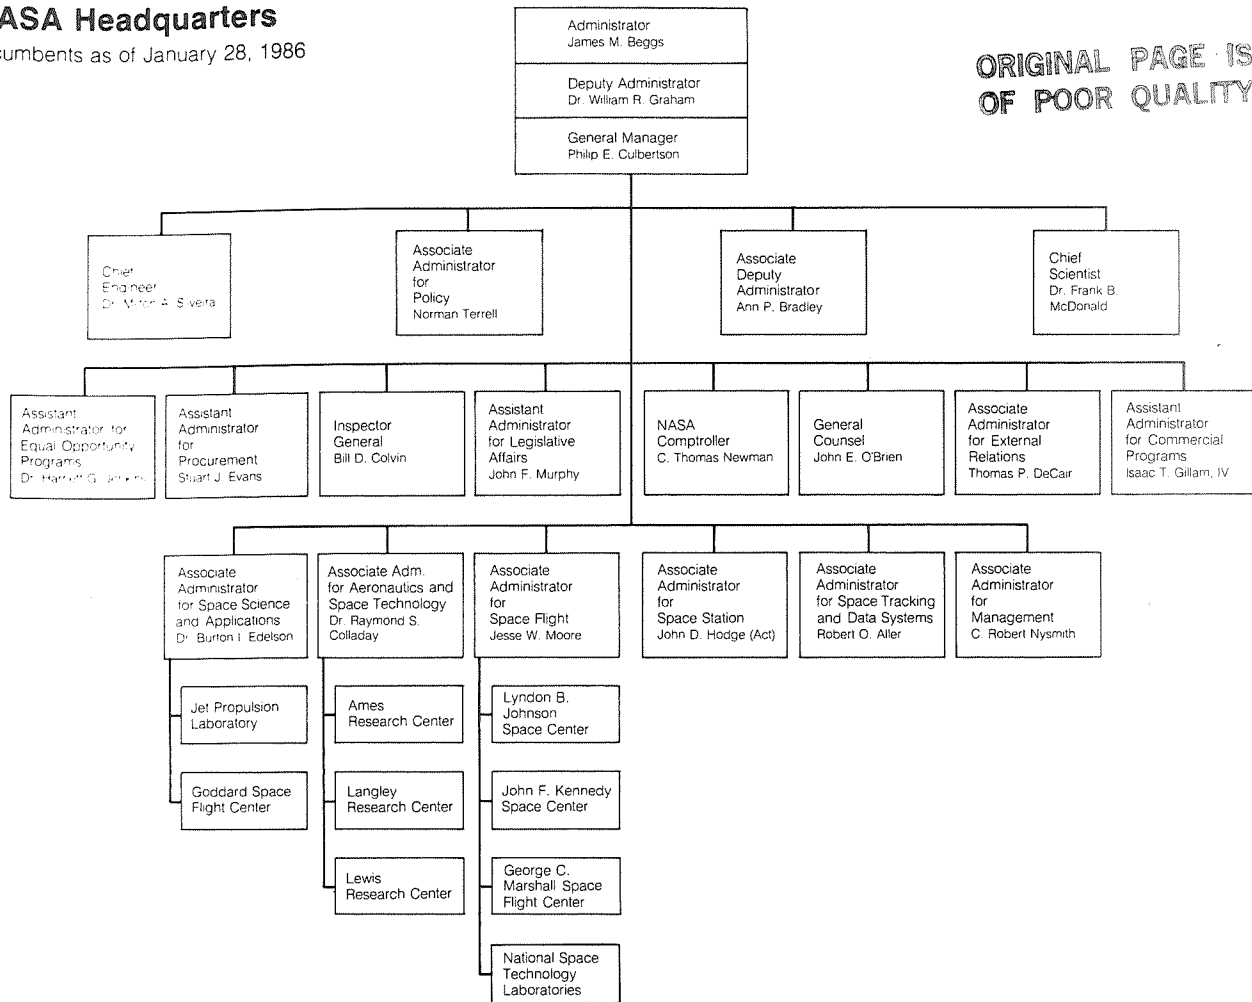 ASA Headquarters
cumbents as of January 28, 1986
ORIGINAL PAGE IS
OF POOR QUALITY
Administrator
James M. Beggs
Deputy Administrator
Dr. William R. Graham
General Manager
Philip E. Culbertson
Chief
Engineer
Dr. A. Silveira
Associate
Administrator
for
Policy
Norman Terrell
Associate
Deputy
Administrator
Ann P. Bradley
Chief
Scientist
Dr. Frank B.
McDonald
Assistant
Administrator for
Equal Opportunity
Programs
Dr. Harriett G.
Assistant
Administrator
for
Procurement
Stuart J. Evans
Inspector
General
Bill D. Colvin
Assistant
Administrator
for Legislative
Affairs
John F. Murphy
NASA
Comptroller
C. Thomas Newman
General
Counsel
John E. O'Brien
Associate
Administrator
for External
Relations
Thomas P. DeCair
Assistant
Administrator
for Commercial
Programs
Isaac T. Gillam, IV
Associate
Administrator
for Space Science
and Applications
Dr. Burton I. Edelson
Associate Adm.
for Aeronautics and
Space Technology
Dr. Raymond S.
Colladay
Associate
Administrator
for
Space Flight
Jesse W. Moore
Associate
Administrator
for
Space Station
John D. Hodge (Act)
Associate
Administrator
for Space Tracking
and Data Systems
Robert O. Aller
Associate
Administrator
for
Management
C. Robert Nysmith
Jet Propulsion
Laboratory
Goddard Space
Flight Center
Ames
Research Center
Langley
Research Center
Lewis
Research Center
Lyndon B.
Johnson
Space Center
John F. Kennedy
Space Center
George C.
Marshall Space
Flight Center
National Space
Technology
Laboratories